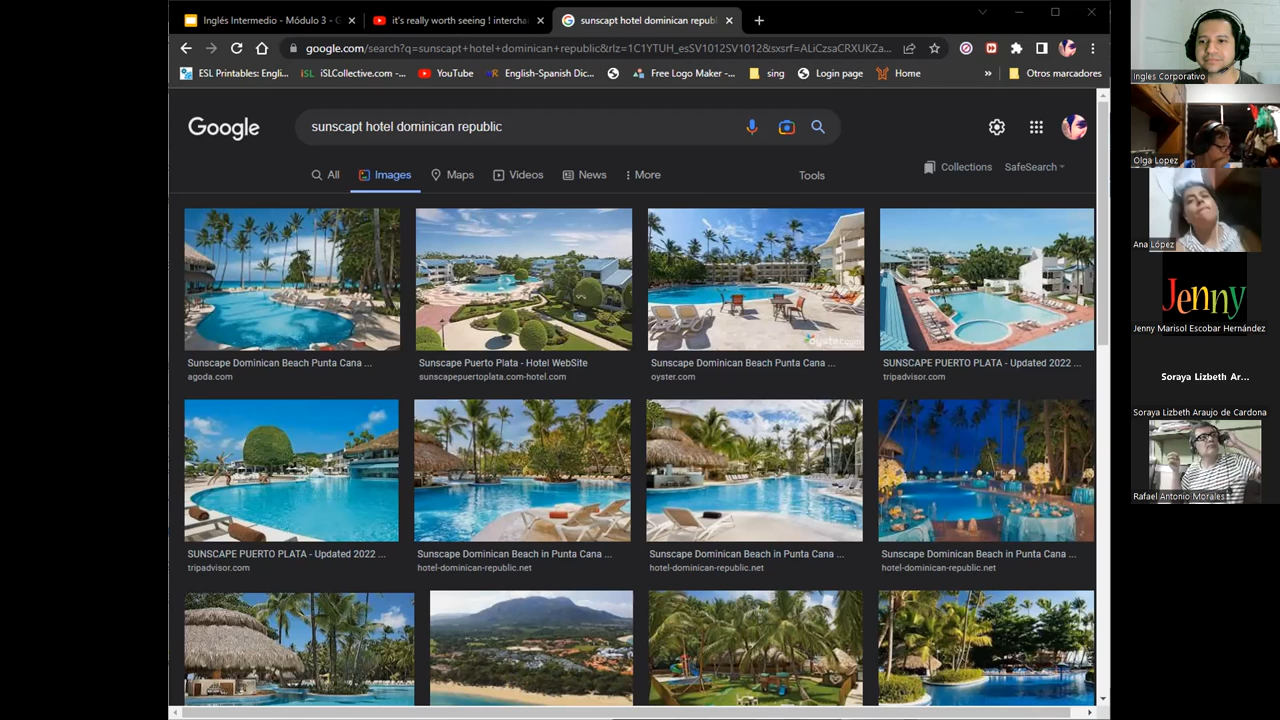 Inglés Intermedio - Módulo 3 - G
it's really worth seeing ! intercha
sunscapt hotel dominican republ
google.com/search?q=sunscapt+hotel+dominican+republic&rlz=1C1YTUH_esSV1012SV1012&sxsrf=ALiCzsaCRXUKZa...
ESL Printables: Engli...
iSLCollective.com -...
YouTube
English-Spanish Dic...
Free Logo Maker -...
sing
Login page
Home
»
Otros marcadores
Google
sunscapt hotel dominican republic
All
Images
Maps
Videos
News
More
Tools
Collections
SafeSearch
Sunscape Dominican Beach Punta Cana ...
agoda.com
Sunscape Puerto Plata - Hotel WebSite
sunscapepuertoplata.com-hotel.com
oyster.com
Sunscape Dominican Beach Punta Cana ...
oyster.com
SUNSCAPE PUERTO PLATA - Updated 2022 ...
tripadvisor.com
SUNSCAPE PUERTO PLATA - Updated 2022 ...
tripadvisor.com
Sunscape Dominican Beach in Punta Cana ...
hotel-dominican-republic.net
Sunscape Dominican Beach in Punta Cana ...
hotel-dominican-republic.net
Sunscape Dominican Beach in Punta Cana ...
hotel-dominican-republic.net
Ingles Corporativo
Olga Lopez
Ana López
Jenny
Jenny Marisol Escobar Hernández
Soraya Lizbeth Ar...
Soraya Lizbeth Araujo de Cardona
Rafael Antonio Morales